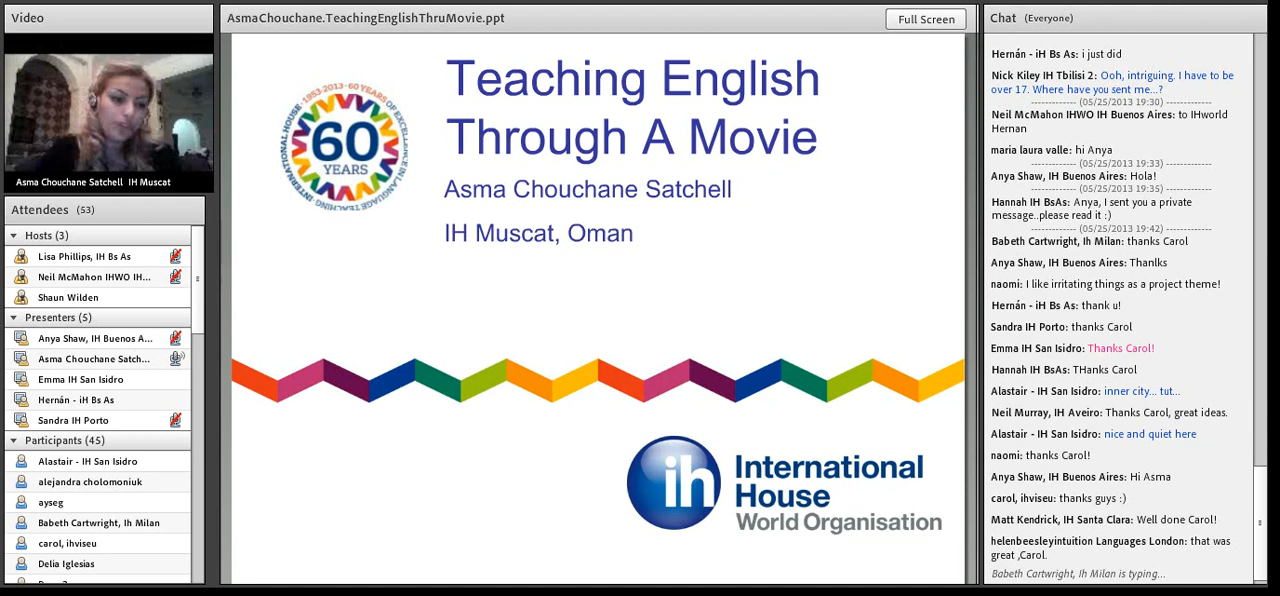 Video
Asma Chouchane Satchell IH Muscat
Attendees (53)
Hosts (3)
Lisa Phillips, IH Bs As
Neil McMahon IHWO IH...
Shaun Wilden
Presenters (5)
Anya Shaw, IH Buenos A...
Asma Chouchane Satch...
Emma IH San Isidro
Hernán - iH Bs As
Sandra IH Porto
Participants (45)
Alastair - IH San Isidro
alejandra cholomoniuk
ayseg
Babeth Cartwright, Ih Milan
carol, ihviseu
Delia Iglesias
AsmaChouchane.TeachingEnglishThruMovie.ppt
Full Screen
Teaching English
Through A Movie
Asma Chouchane Satchell
IH Muscat, Oman
1953-2013·60 YEARS OF EXCELLENCE IN LANGUAGE TEACHING · INTERNATIONAL HOUSE
60
YEARS
ih
International
House
World Organisation
Chat (Everyone)
Hernán - iH Bs As: i just did
Nick Kiley IH Tbilisi 2: Ooh, intriguing. I have to be
over 17. Where have you sent me...?
------------- (05/25/2013 19:30) -------------
Neil McMahon IHWO IH Buenos Aires: to IHworld
Hernan
maria laura valle: hi Anya
------------- (05/25/2013 19:33) -------------
Anya Shaw, IH Buenos Aires: Hola!
------------- (05/25/2013 19:35) -------------
Hannah IH BsAs: Anya, I sent you a private
message..please read it :)
------------- (05/25/2013 19:42) -------------
Babeth Cartwright, Ih Milan: thanks Carol
Anya Shaw, IH Buenos Aires: Thanlks
naomi: I like irritating things as a project theme!
Hernán - iH Bs As: thank u!
Sandra IH Porto: thanks Carol
Emma IH San Isidro: Thanks Carol!
Hannah IH BsAs: THanks Carol
Alastair - IH San Isidro: inner city... tut...
Neil Murray, IH Aveiro: Thanks Carol, great ideas.
Alastair - IH San Isidro: nice and quiet here
naomi: thanks Carol!
Anya Shaw, IH Buenos Aires: Hi Asma
carol, ihviseu: thanks guys :)
Matt Kendrick, IH Santa Clara: Well done Carol!
helenbeesleyintuition Languages London: that was
great ,Carol.
Babeth Cartwright, Ih Milan is typing...